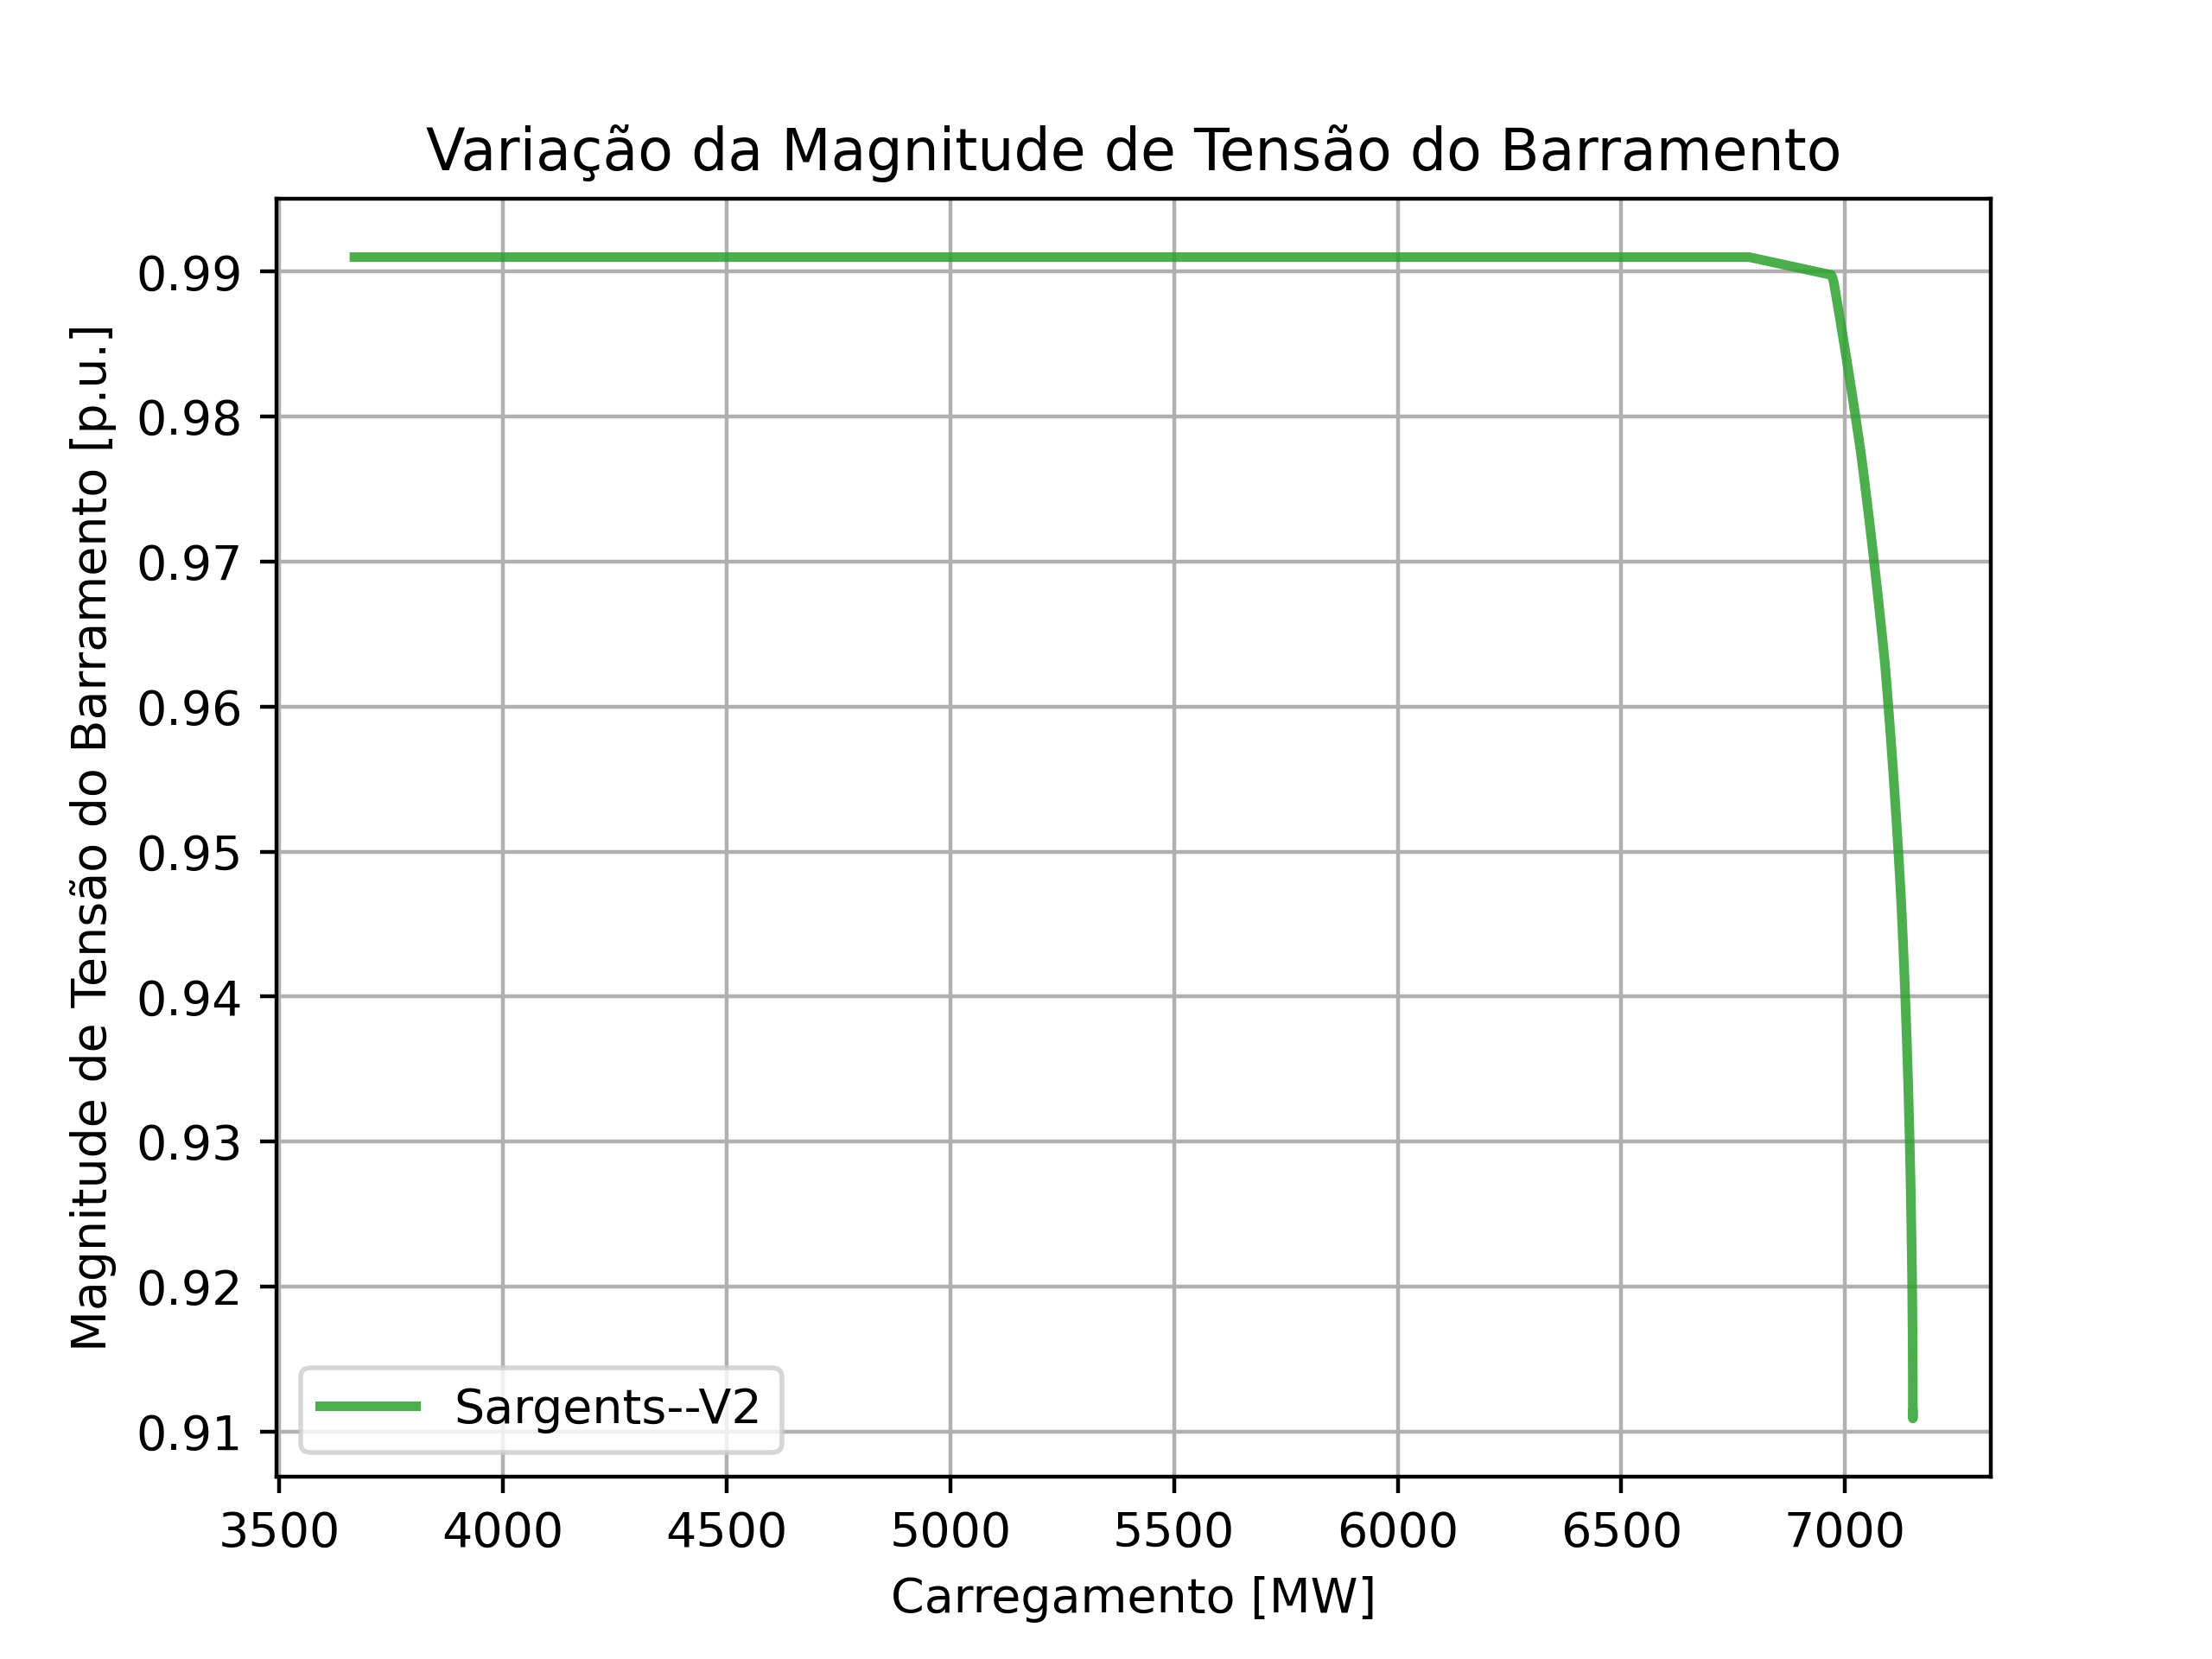 Variação da Magnitude de Tensão do Barramento
Magnitude de Tensão do Barramento [p.u.]
0.99
0.98
0.97
0.96
0.95
0.94
0.93
0.92
0.91
Sargents--V2
3500 4000 4500 5000 5500 6000 6500 7000
Carregamento [MW]